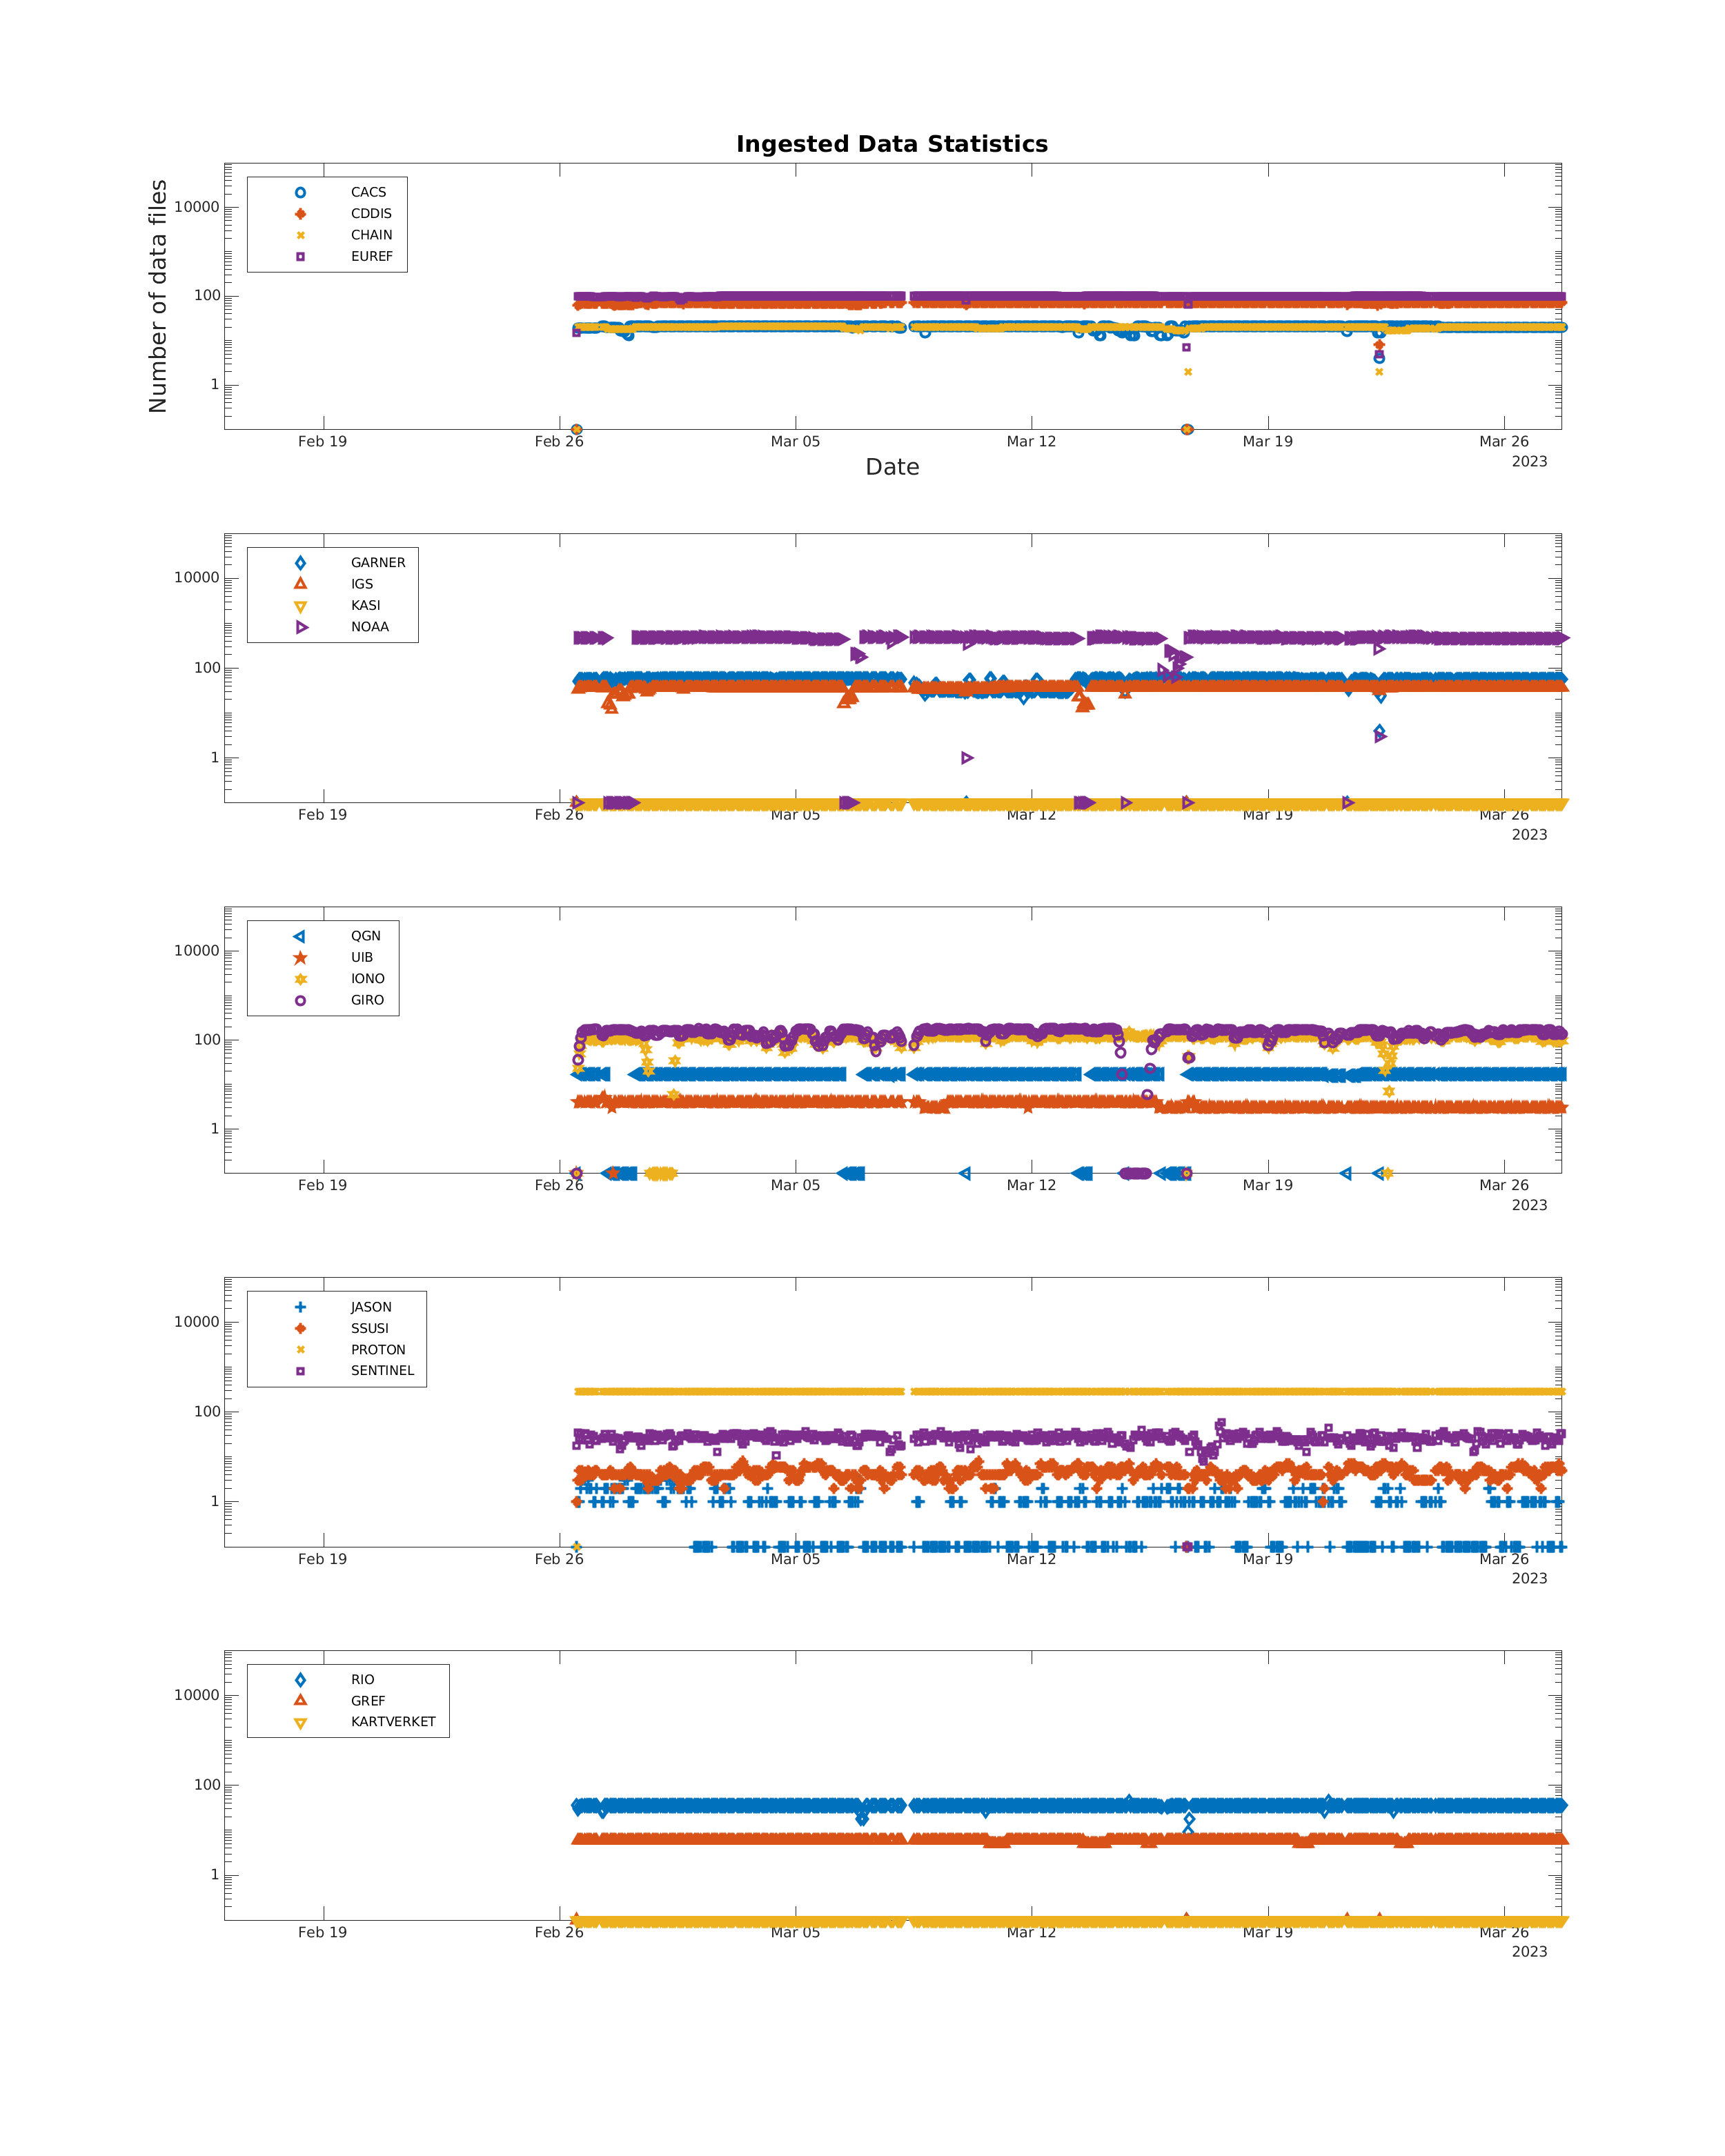 Ingested Data Statistics
Number of data files
10000
100
1
CACS
CDDIS
CHAIN
EUREF
Feb 19 Feb 26 Mar 05 Mar 12 Mar 19 Mar 26
2023
Date
10000
100
1
GARNER
IGS
KASI
NOAA
Feb 19 Feb 26 Mar 05 Mar 12 Mar 19 Mar 26
2023
10000
100
1
QGN
UIB
IONO
GIRO
Feb 19 Feb 26 Mar 05 Mar 12 Mar 19 Mar 26
2023
10000
100
1
JASON
SSUSI
PROTON
SENTINEL
Feb 19 Feb 26 Mar 05 Mar 12 Mar 19 Mar 26
2023
10000
100
1
RIO
GREF
KARTVERKET
Feb 19 Feb 26 Mar 05 Mar 12 Mar 19 Mar 26
2023